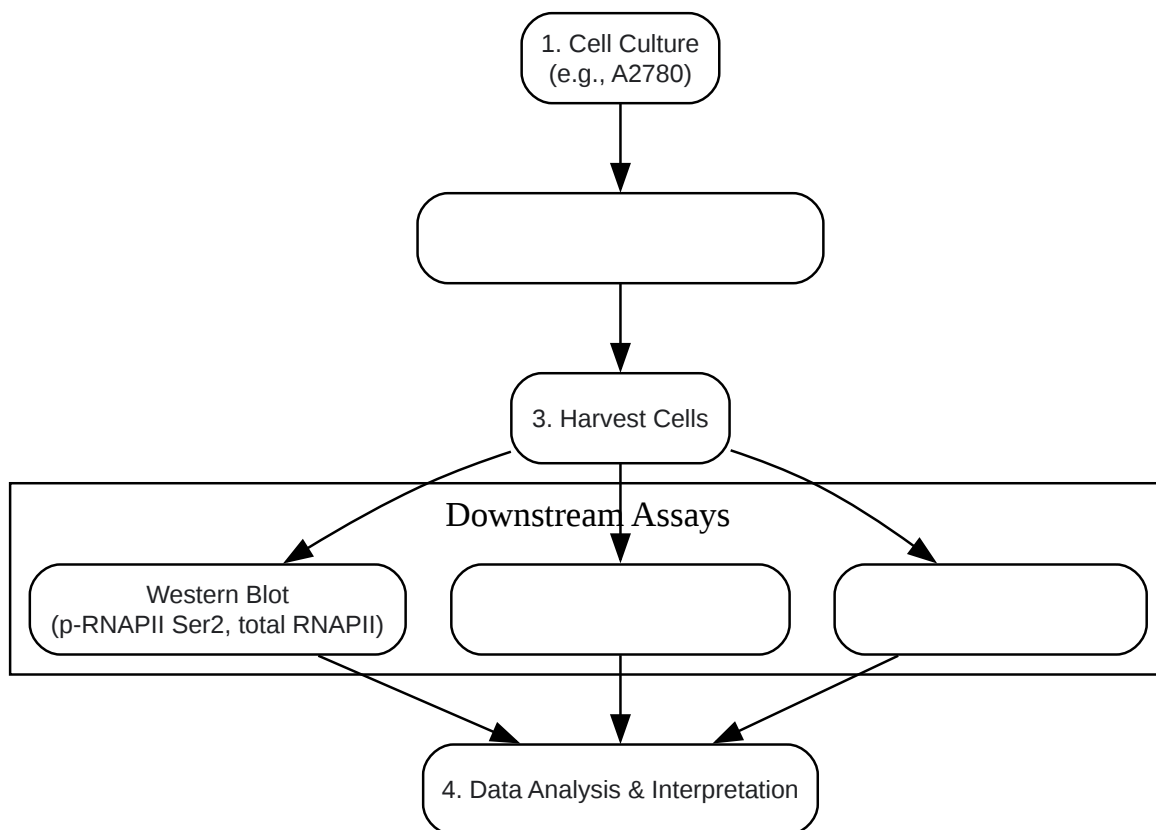 1. Cell Culture
(e.g., A2780)
3. Harvest Cells
Downstream Assays
Western Blot
(p-RNAPII Ser2, total RNAPII)
4. Data Analysis & Interpretation